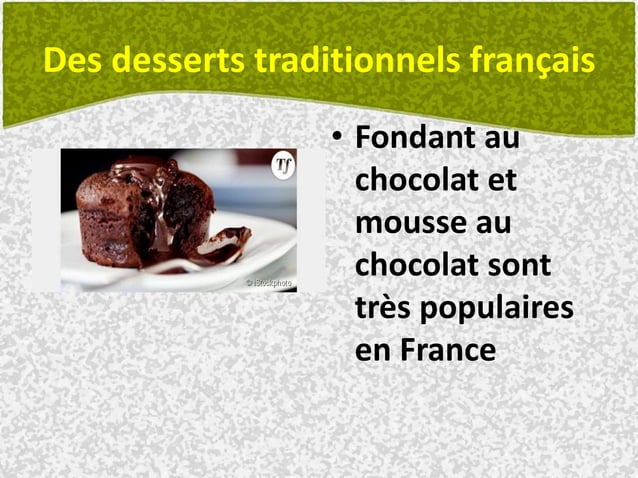 Des desserts traditionnels français
Tf
© iStockphoto
• Fondant au
chocolat et
mousse au
chocolat sont
très populaires
en France